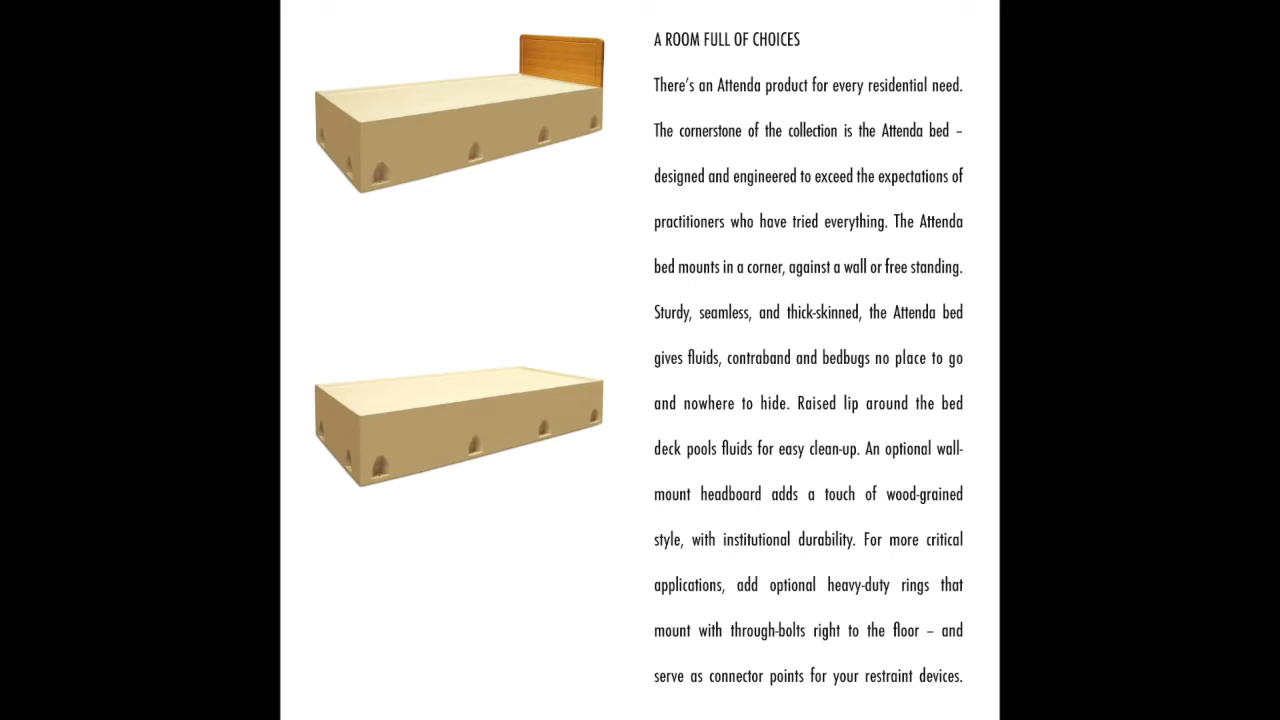 A ROOM FULL OF CHOICES
There's an Attenda product for every residential need.
The cornerstone of the collection is the Attenda bed –
designed and engineered to exceed the expectations of
practitioners who have tried everything. The Attenda
bed mounts in a corner, against a wall or free standing.
Sturdy, seamless, and thick-skinned, the Attenda bed
gives fluids, contraband and bedbugs no place to go
and nowhere to hide. Raised lip around the bed
deck pools fluids for easy clean-up. An optional wall-
mount headboard adds a touch of wood-grained
style, with institutional durability. For more critical
applications, add optional heavy-duty rings that
mount with through-bolts right to the floor – and
serve as connector points for your restraint devices.